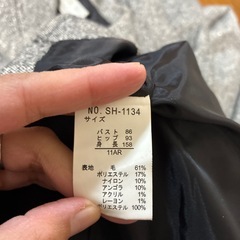 NO. SH-1134
サイズ
バスト 86
ヒップ 93
身長 158
11AR
表地 毛 61%
ポリエステル 17%
ナイロン 10%
アンゴラ 10%
アクリル 1%
レーヨン 1%
ポリエステル 100%